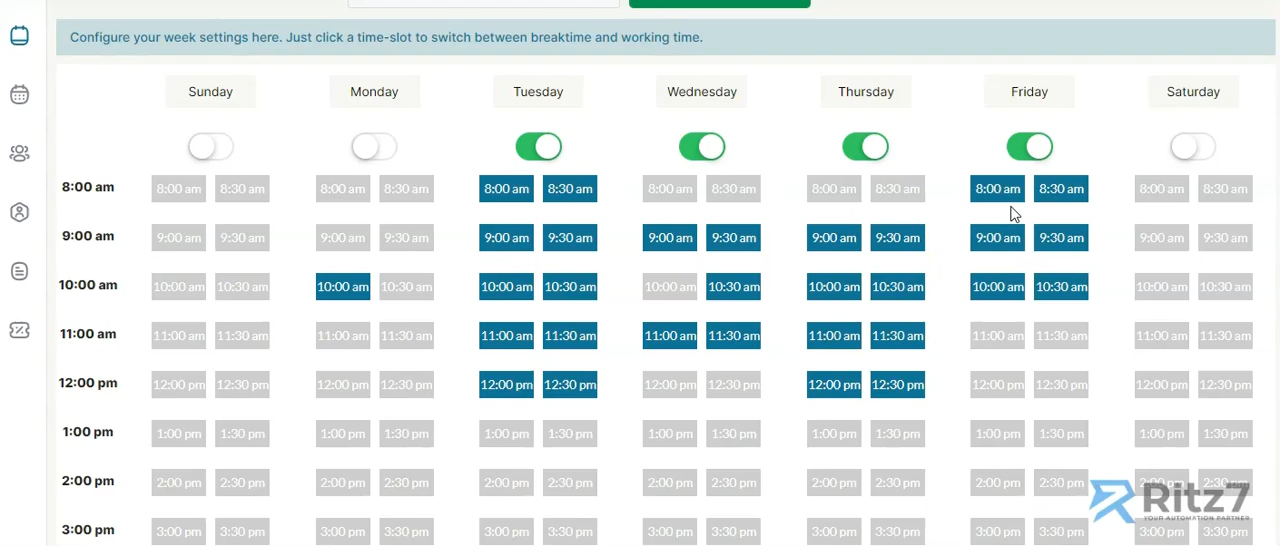 Configure your week settings here. Just click a time-slot to switch between breaktime and working time.
Sunday Monday Tuesday Wednesday Thursday Friday Saturday
8:00 am 8:00 am 8:30 am 8:00 am 8:30 am 8:00 am 8:30 am 8:00 am 8:30 am 8:00 am 8:30 am 8:00 am 8:30 am 8:00 am 8:30 am
9:00 am 9:00 am 9:30 am 9:00 am 9:30 am 9:00 am 9:30 am 9:00 am 9:30 am 9:00 am 9:30 am 9:00 am 9:30 am 9:00 am 9:30 am
10:00 am 10:00 am 10:30 am 10:00 am 10:30 am 10:00 am 10:30 am 10:00 am 10:30 am 10:00 am 10:30 am 10:00 am 10:30 am 10:00 am 10:30 am
11:00 am 11:00 am 11:30 am 11:00 am 11:30 am 11:00 am 11:30 am 11:00 am 11:30 am 11:00 am 11:30 am 11:00 am 11:30 am 11:00 am 11:30 am
12:00 pm 12:00 pm 12:30 pm 12:00 pm 12:30 pm 12:00 pm 12:30 pm 12:00 pm 12:30 pm 12:00 pm 12:30 pm 12:00 pm 12:30 pm 12:00 pm 12:30 pm
1:00 pm 1:00 pm 1:30 pm 1:00 pm 1:30 pm 1:00 pm 1:30 pm 1:00 pm 1:30 pm 1:00 pm 1:30 pm 1:00 pm 1:30 pm 1:00 pm 1:30 pm
2:00 pm 2:00 pm 2:30 pm 2:00 pm 2:30 pm 2:00 pm 2:30 pm 2:00 pm 2:30 pm 2:00 pm 2:30 pm 2:00 pm 2:30 pm 2:00 pm 2:30 pm
Ritz7
YOUR AUTOMATION PARTNER
3:00 pm 3:00 pm 3:30 pm 3:00 pm 3:30 pm 3:00 pm 3:30 pm 3:00 pm 3:30 pm 3:00 pm 3:30 pm 3:00 pm 3:30 pm 3:00 pm 3:30 pm